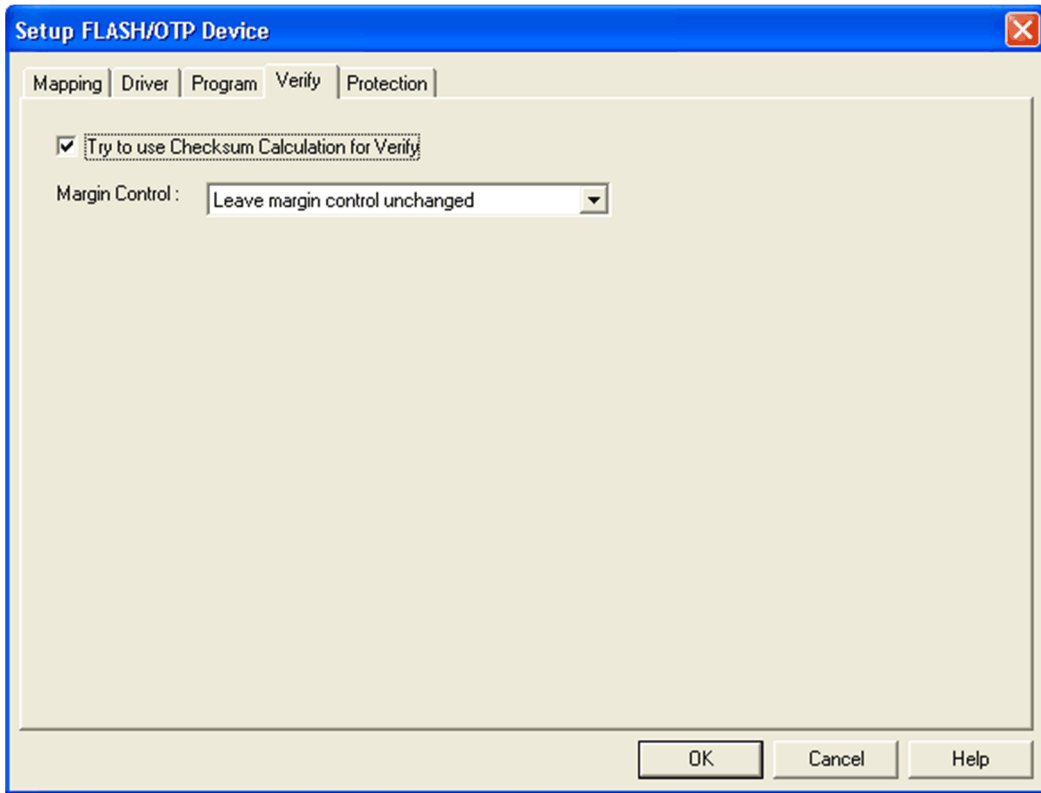 Setup FLASH/OTP Device
Mapping Driver Program Verify Protection
Try to use Checksum Calculation for Verify
Margin Control : Leave margin control unchanged
OK Cancel Help